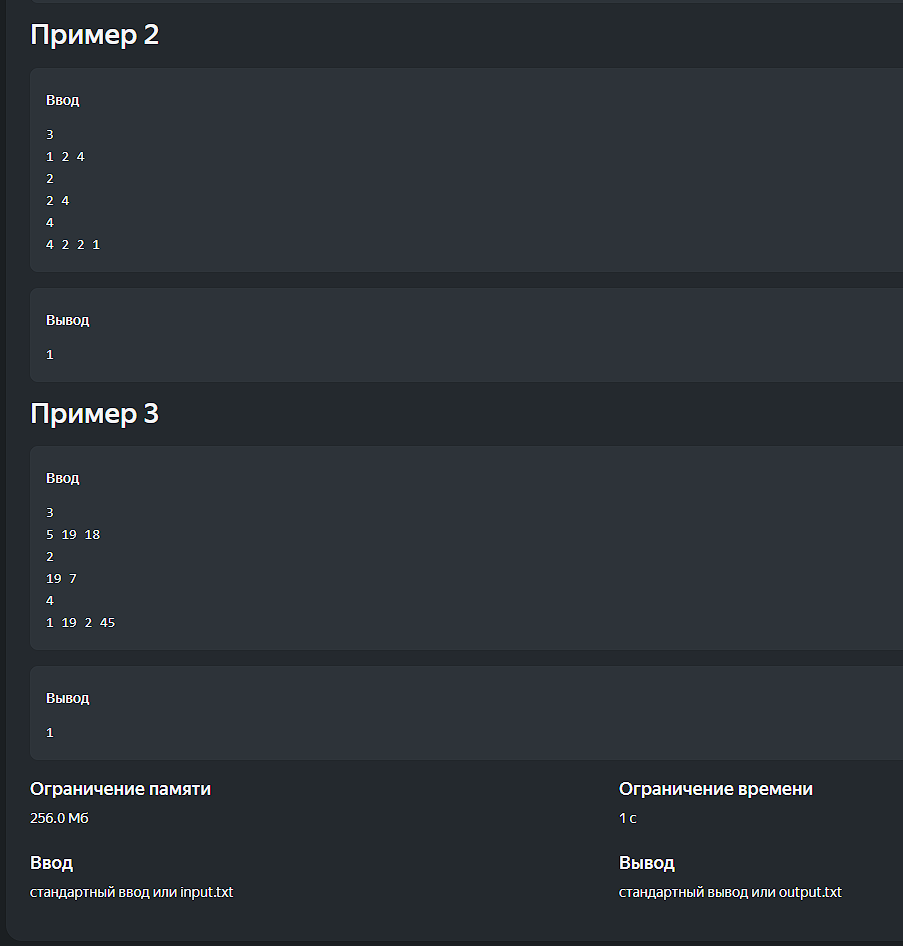 Пример 2
Ввод
3
1 2 4
2
2 4
4
4 2 2 1
Вывод
1
Пример 3
Ввод
3
5 19 18
2
19 7
4
1 19 2 45
Вывод
1
Ограничение памяти
256.0 Мб
Ограничение времени
1 с
Ввод
стандартный ввод или input.txt
Вывод
стандартный вывод или output.txt